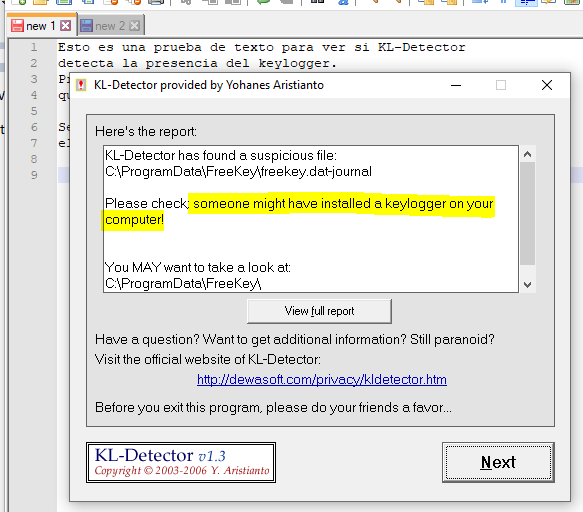 new 1
new 2
1 Esto es una prueba de texto para ver si KL-Detector
2 detecta la presencia del keylogger.
3
4
5
6
7
8
9
KL-Detector provided by Yohanes Aristianto
Here's the report:
KL-Detector has found a suspicious file:
C:\ProgramData\FreeKey\freekey.dat-journal
Please check; someone might have installed a keylogger on your
computer!
You MAY want to take a look at:
C:\ProgramData\FreeKey\
View full report
Have a question? Want to get additional information? Still paranoid?
Visit the official website of KL-Detector:
http://dewasoft.com/privacy/kldetector.htm
Before you exit this program, please do your friends a favor...
KL-Detector v1.3
Copyright © 2003-2006 Y. Aristianto
Next